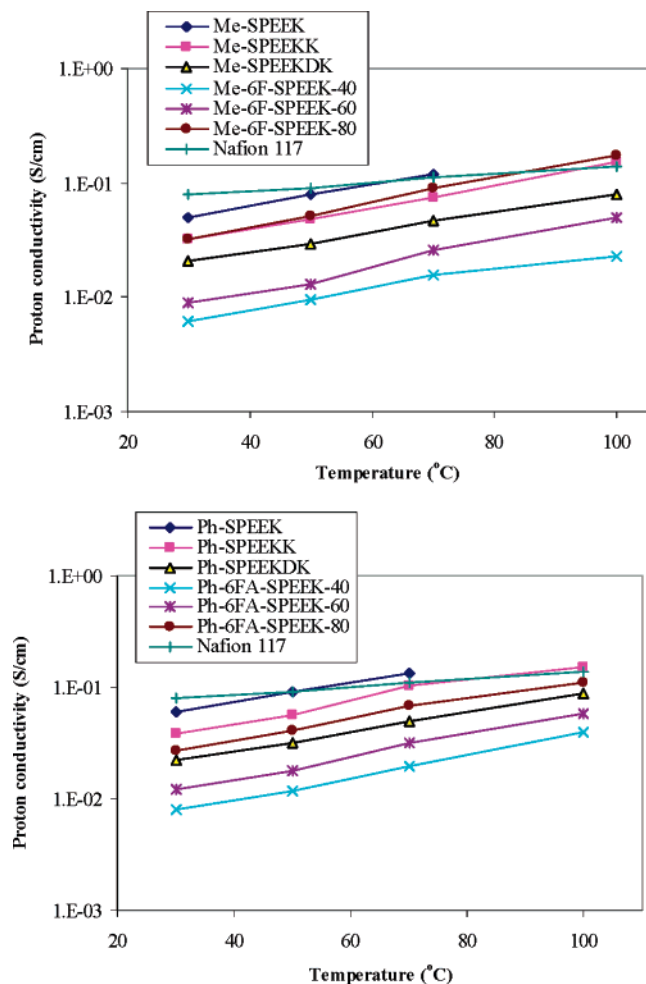 Me-SPEEK
Me-SPEEKK
Me-SPEEKDK
Me-6F-SPEEK-40
Me-6F-SPEEK-60
Me-6F-SPEEK-80
Nafion 117
1.E+00
1.E-01
1.E-02
1.E-03
Proton conductivity (S/cm)
20 40 60 80 100
Temperature (°C)
Ph-SPEEK
Ph-SPEEKK
Ph-SPEEKDK
Ph-6FA-SPEEK-40
Ph-6FA-SPEEK-60
Ph-6FA-SPEEK-80
Nafion 117
1.E+00
1.E-01
1.E-02
1.E-03
Proton conductivity (S/cm)
20 40 60 80 100
Temperature (°C)